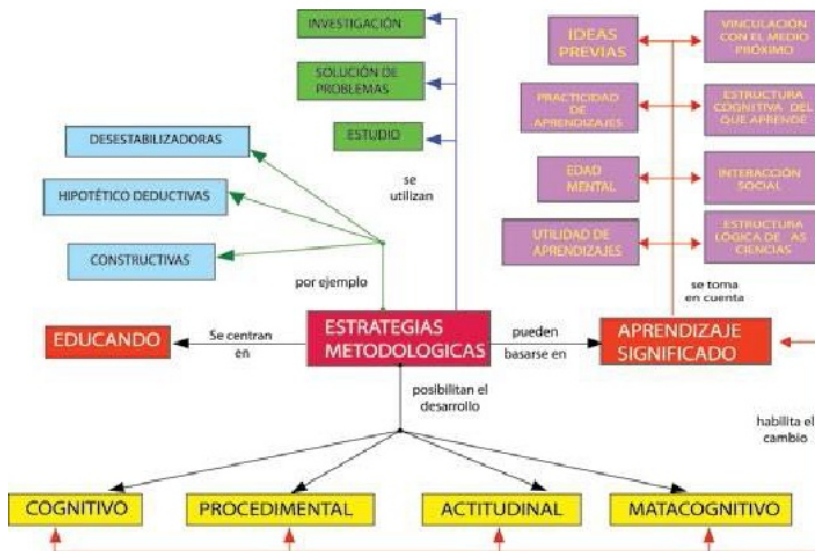 INVESTIGACIÓN
SOLUCIÓN DE
PROBLEMAS
ESTUDIO
se
utilizan
IDEAS
PREVIAS
VINCULACIÓN
CON EL MEDIO
PRÓXIMO
PRACTICIDAD
DE
APRENDIZAJES
ESTRUCTURA
COGNITIVA DEL
QUE APRENDE
EDAD
MENTAL
INTERACCIÓN
SOCIAL
UTILIDAD DE
APRENDIZAJES
ESTRUCTURA
LÓGICA DE AS
CIENCIAS
DESESTABILIZADORAS
HIPOTÉTICO DEDUCTIVAS
CONSTRUCTIVAS
por ejemplo
se toma
en cuenta
EDUCANDO
Se centran
en
ESTRATEGIAS
METODOLOGICAS
pueden
basarse en
APRENDIZAJE
SIGNIFICADO
posibilitan el
desarrollo
habilita el
cambio
COGNITIVO
PROCEDIMENTAL
ACTITUDINAL
MATACOGNITIVO